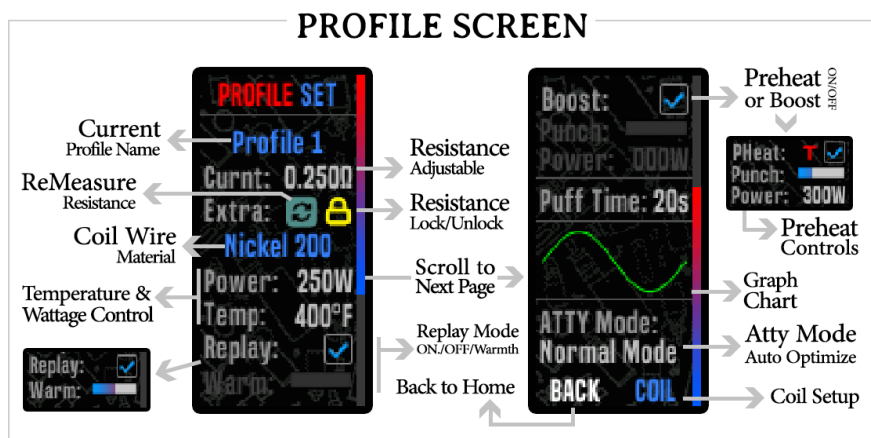 PROFILE SCREEN
Current
Profile Name
ReMeasure
Resistance
Coil Wire
Material
Temperature &
Wattage Control
Replay:
Warm:
PROFILE SET
Profile 1
Curnt: 0.250Ω
Extra:
Nickel 200
Power: 250W
Temp: 400°F
Replay:
Warm:
Resistance
Adjustable
Resistance
Lock/Unlock
Scroll to
Next Page
Replay Mode
ON./OFF/Warmth
Back to Home
Boost:
Punch:
Power: 000W
Puff Time: 20s
ATTY Mode:
Normal Mode
BACK COIL
Preheat
or Boost
ON/OFF
PHeat: T
Punch:
Power: 300W
Preheat
Controls
Graph
Chart
Atty Mode
Auto Optimize
Coil Setup